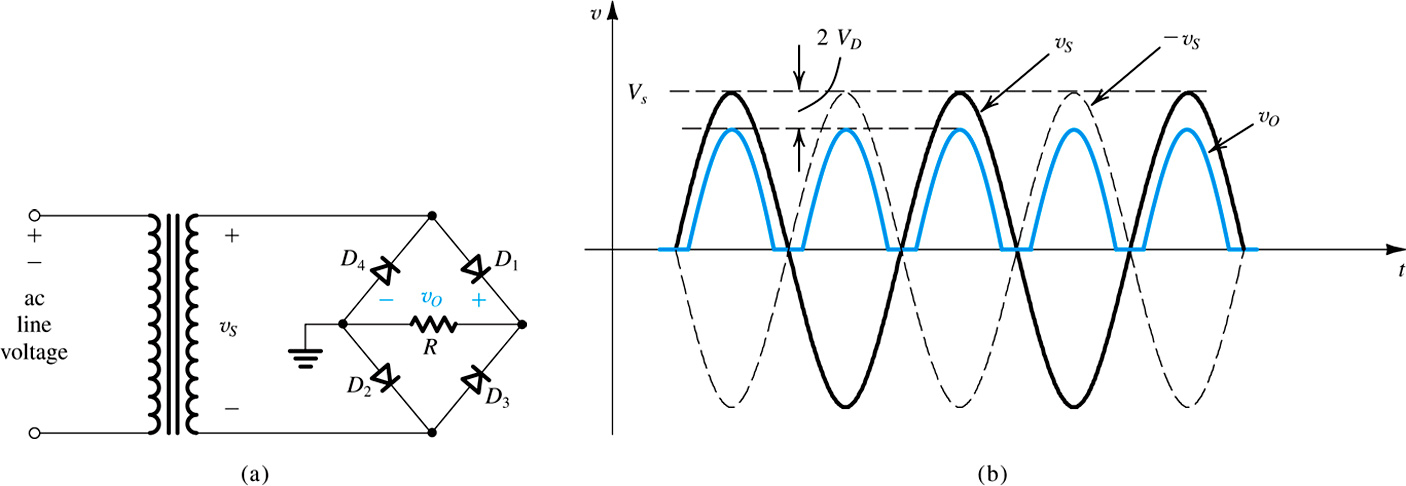 +
−
ac
line
voltage
+
vS
−
D4
D1
− vO +
R
D2
D3
(a)
v
2 VD
vS
−vS
Vs
vO
t
(b)